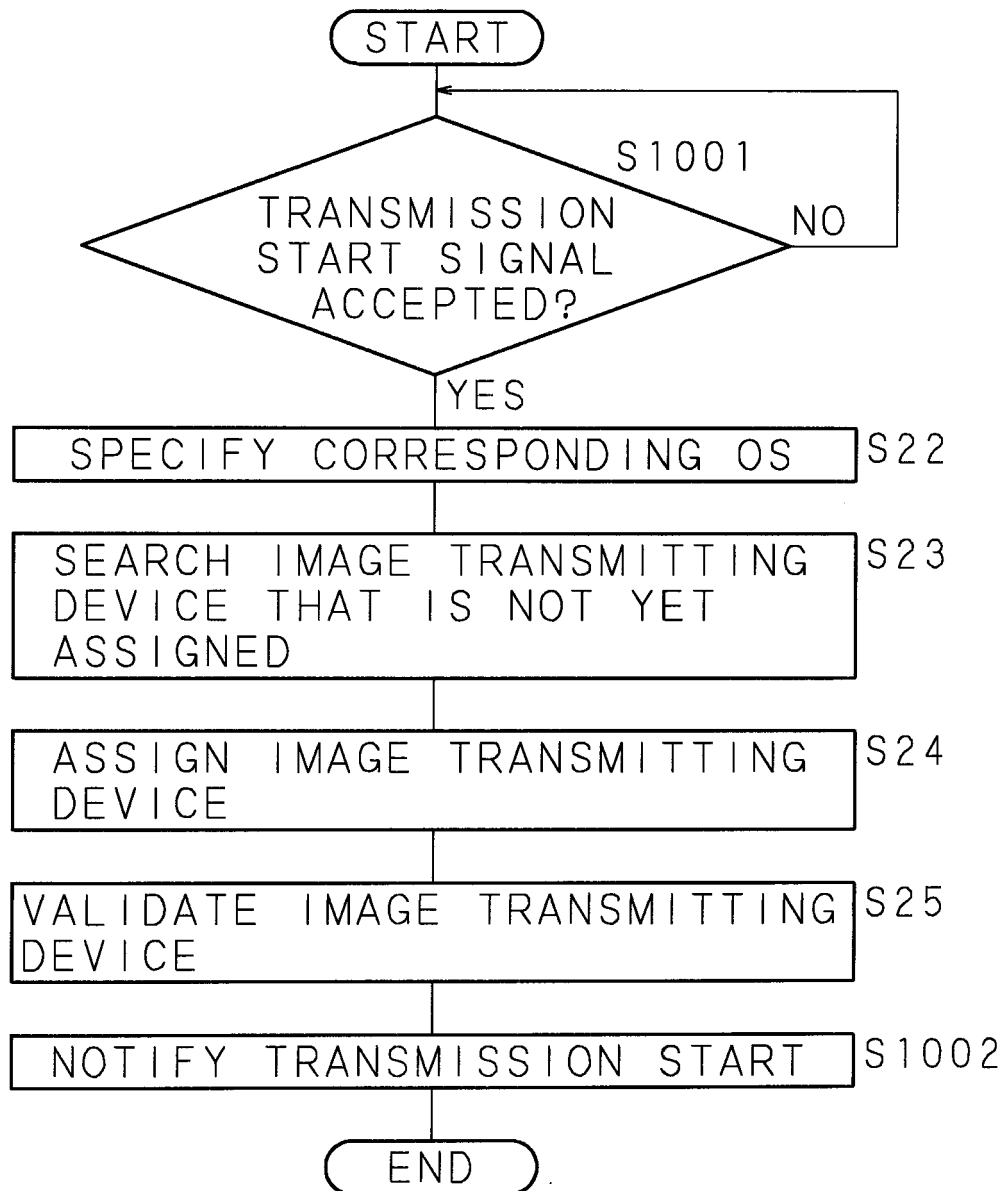 START
S1001
TRANSMISSION
START SIGNAL
ACCEPTED?
NO
YES
SPECIFY CORRESPONDING OS
S22
SEARCH IMAGE TRANSMITTING
DEVICE THAT IS NOT YET
ASSIGNED
S23
ASSIGN IMAGE TRANSMITTING
DEVICE
S24
VALIDATE IMAGE TRANSMITTING
DEVICE
S25
NOTIFY TRANSMISSION START
S1002
END